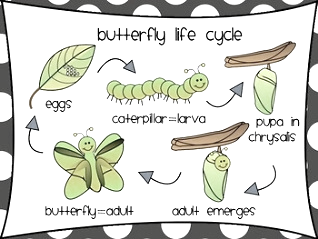 butterfly life cycle
eggs
caterpillar=larva
pupa in
chrysalis
butterfly=adult
adult emerges